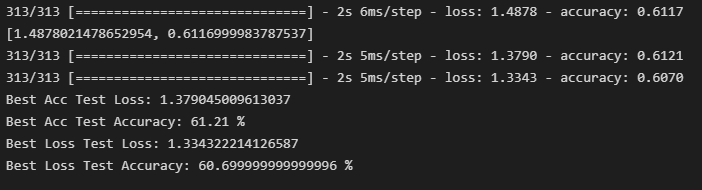 313/313 [==============================] - 2s 6ms/step - loss: 1.4878 - accuracy: 0.6117
[1.4878021478652954, 0.6116999983787537]
313/313 [==============================] - 2s 5ms/step - loss: 1.3790 - accuracy: 0.6121
313/313 [==============================] - 2s 5ms/step - loss: 1.3343 - accuracy: 0.6070
Best Acc Test Loss: 1.379045009613037
Best Acc Test Accuracy: 61.21 %
Best Loss Test Loss: 1.334322214126587
Best Loss Test Accuracy: 60.699999999999996 %